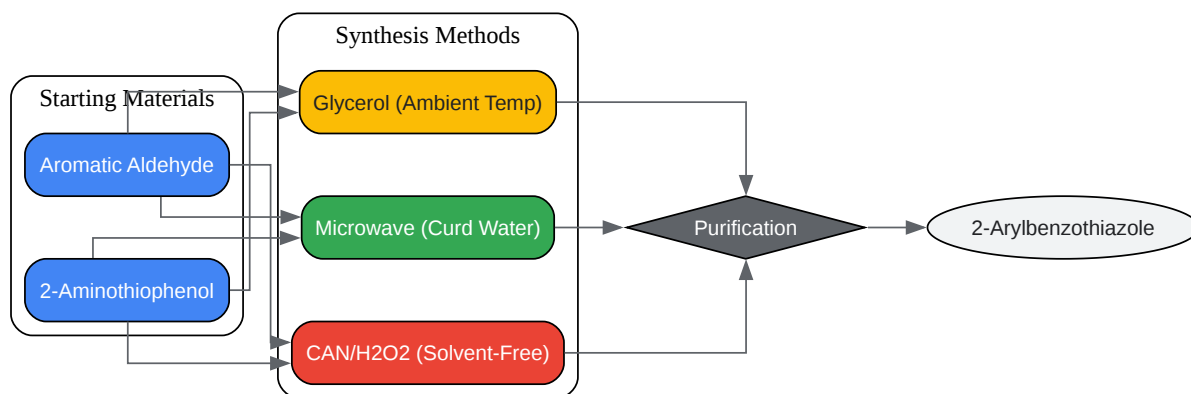 Starting Materials
Aromatic Aldehyde
2-Aminothiophenol
Synthesis Methods
Glycerol (Ambient Temp)
Microwave (Curd Water)
CAN/H2O2 (Solvent-Free)
Purification
2-Arylbenzothiazole